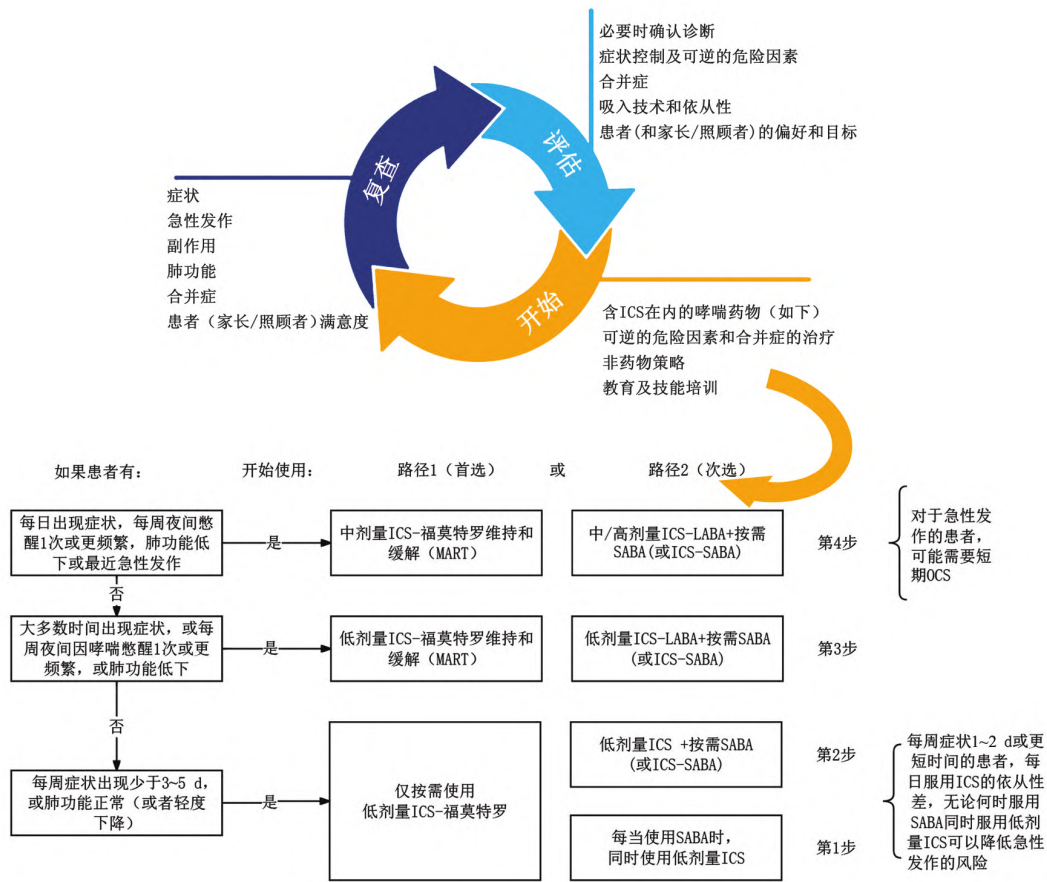 必要时确认诊断
症状控制及可逆的危险因素
合并症
吸入技术和依从性
患者(和家长/照顾者)的偏好和目标
评估
复查
症状
急性发作
副作用
肺功能
合并症
患者（家长/照顾者）满意度
开始
含ICS在内的哮喘药物（如下）
可逆的危险因素和合并症的治疗
非药物策略
教育及技能培训
如果患者有：
开始使用：
路径1（首选）
或
路径2（次选）
每日出现症状，每周夜间憋
醒1次或更频繁，肺功能低
下或最近急性发作
是
中剂量ICS-福莫特罗维持和
缓解（MART）
中/高剂量ICS-LABA+按需
SABA(或ICS-SABA)
第4步
对于急性发
作的患者，
可能需要短
期OCS
否
大多数时间出现症状，或每
周夜间因哮喘憋醒1次或更
频繁，或肺功能低下
是
低剂量ICS-福莫特罗维持和
缓解（MART）
低剂量ICS-LABA+按需SABA
(或ICS-SABA)
第3步
否
每周症状出现少于3~5 d，
或肺功能正常（或者轻度
下降）
是
仅按需使用
低剂量ICS-福莫特罗
低剂量ICS +按需SABA
(或ICS-SABA)
第2步
每当使用SABA时，
同时使用低剂量ICS
第1步
每周症状1~2 d或更
短时间的患者，每
日服用ICS的依从性
差，无论何时服用
SABA同时服用低剂
量ICS可以降低急性
发作的风险